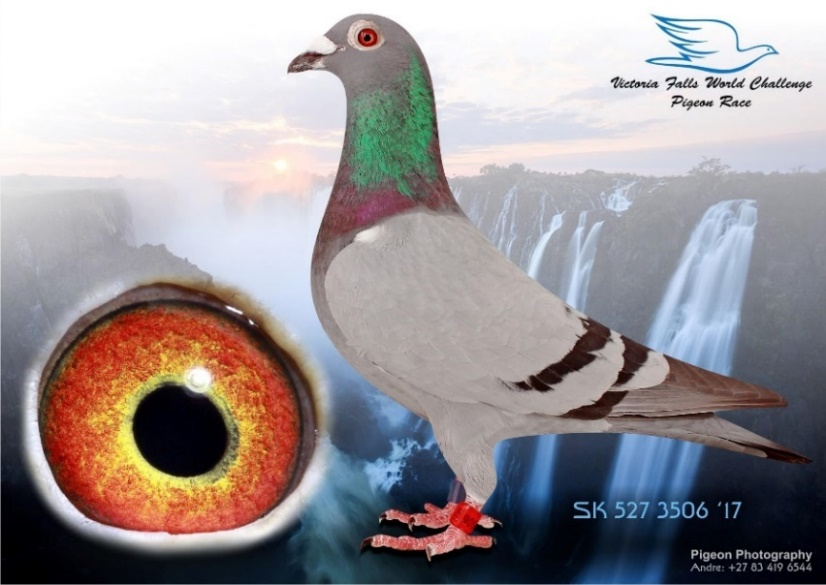 Victoria Falls World Challenge
Pigeon Race
SK 527 3506 '17
Pigeon Photography
Andre: +27 83 419 6544